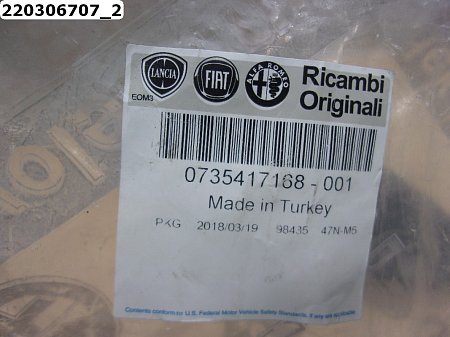 220306707_2
LANCIA
FIAT
ALFA ROMEO
Ricambi
Originali
EOM3
0735417168 - 001
Made in Turkey
PKG 2018/03/19 98435 47N-M5
Contents conform to: U.S. Federal Motor Vehicle Safety Standards, if any are applicable